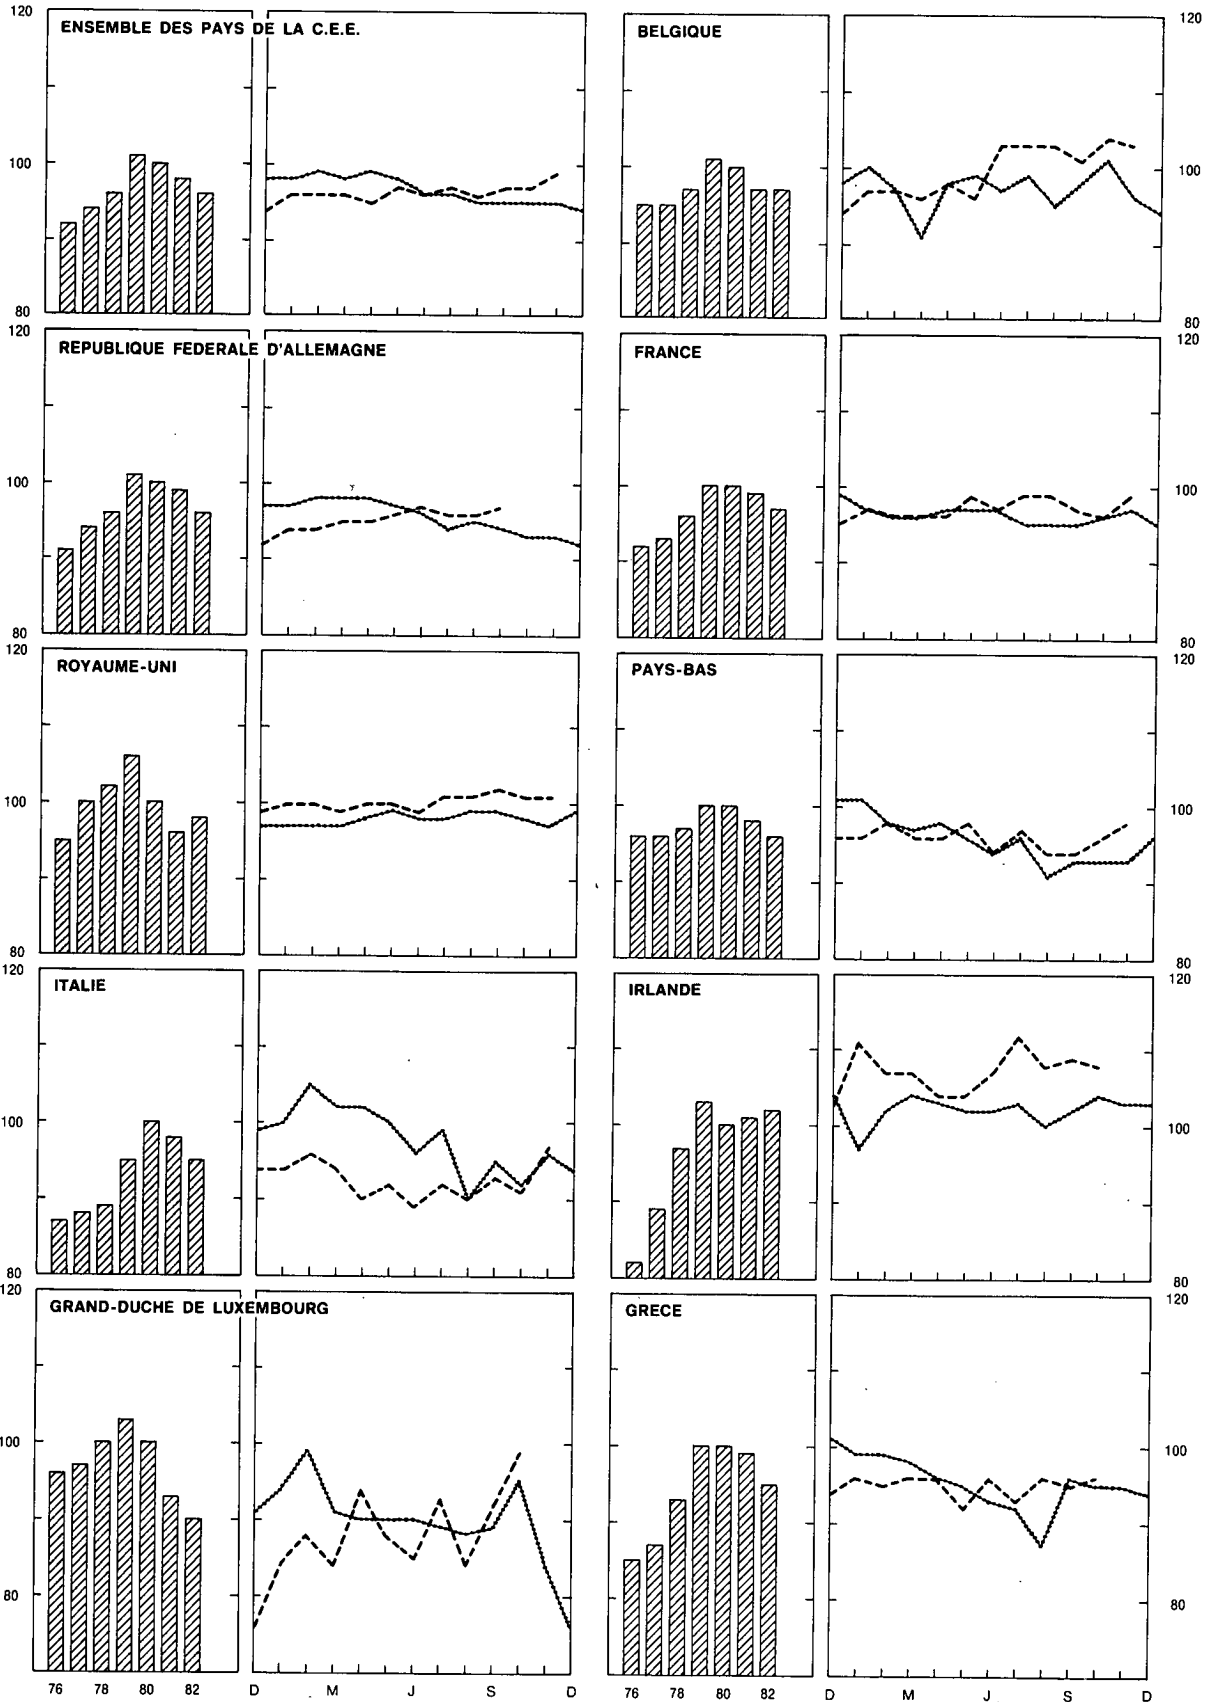 120 120
ENSEMBLE DES PAYS DE LA C.E.E. BELGIQUE
100 100
80 80
120 120
REPUBLIQUE FEDERALE D'ALLEMAGNE FRANCE
100 100
80 80
120 120
ROYAUME-UNI PAYS-BAS
100 100
80 80
120 120
ITALIE IRLANDE
100 100
80 80
120 120
GRAND-DUCHE DE LUXEMBOURG GRECE
100 100
80 80
76 78 80 82 D M J S D 76 78 80 82 D M J S D